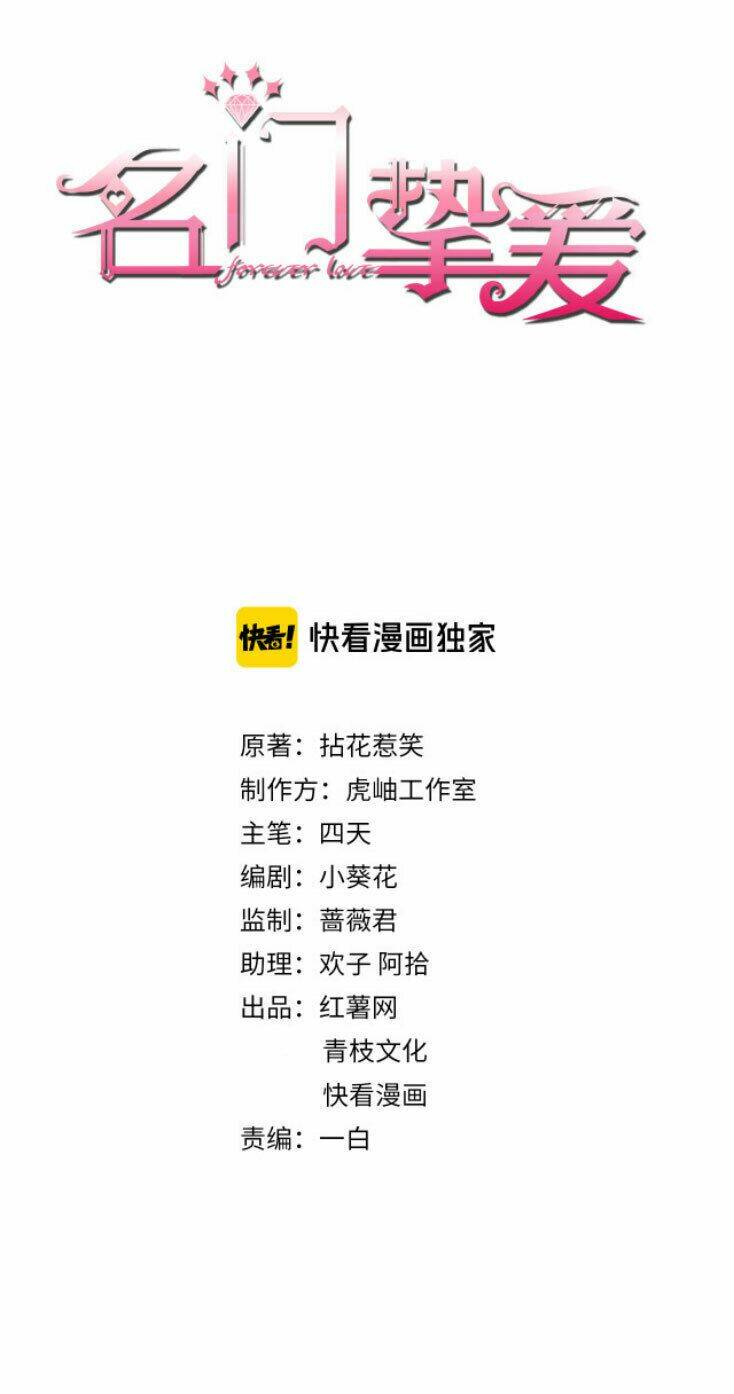 名门挚爱
forever love
快看! 快看漫画独家
原著：拈花惹笑
制作方：虎岫工作室
主笔：四天
编剧：小葵花
监制：蔷薇君
助理：欢子 阿拾
出品：红薯网
青枝文化
快看漫画
责编：一白